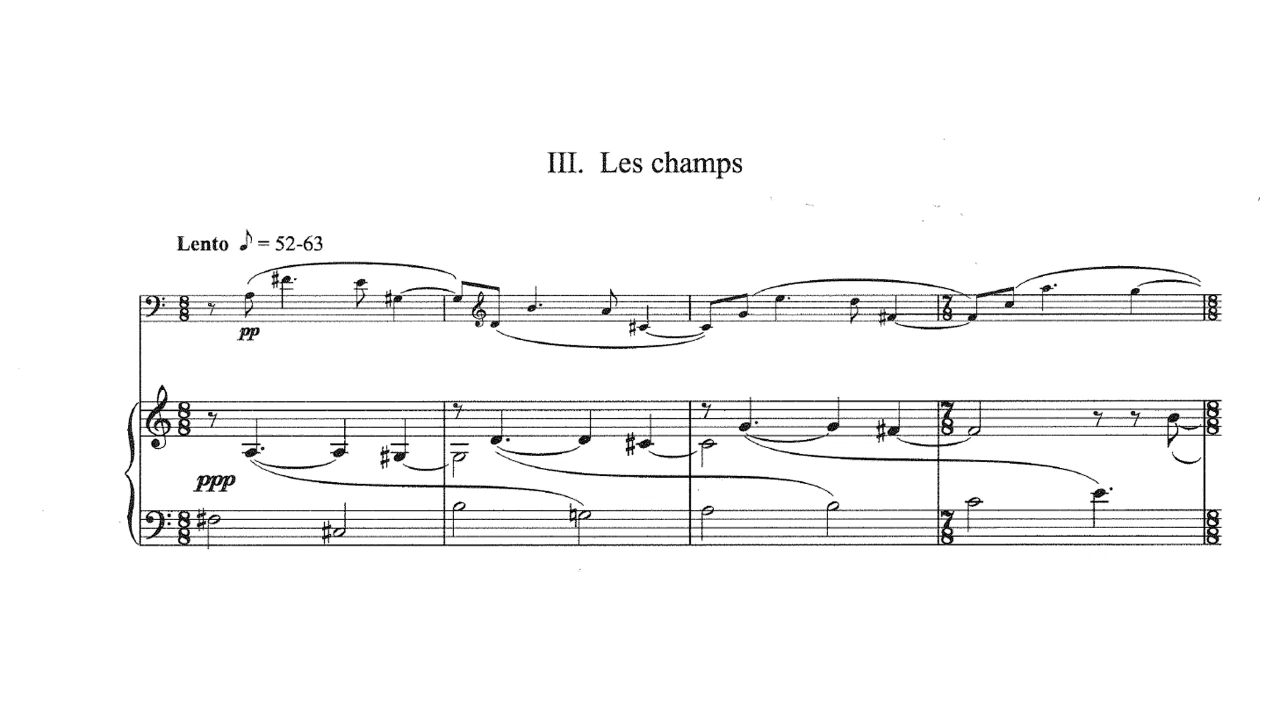 III. Les champs
Lento ♪ = 52-63
pp
ppp